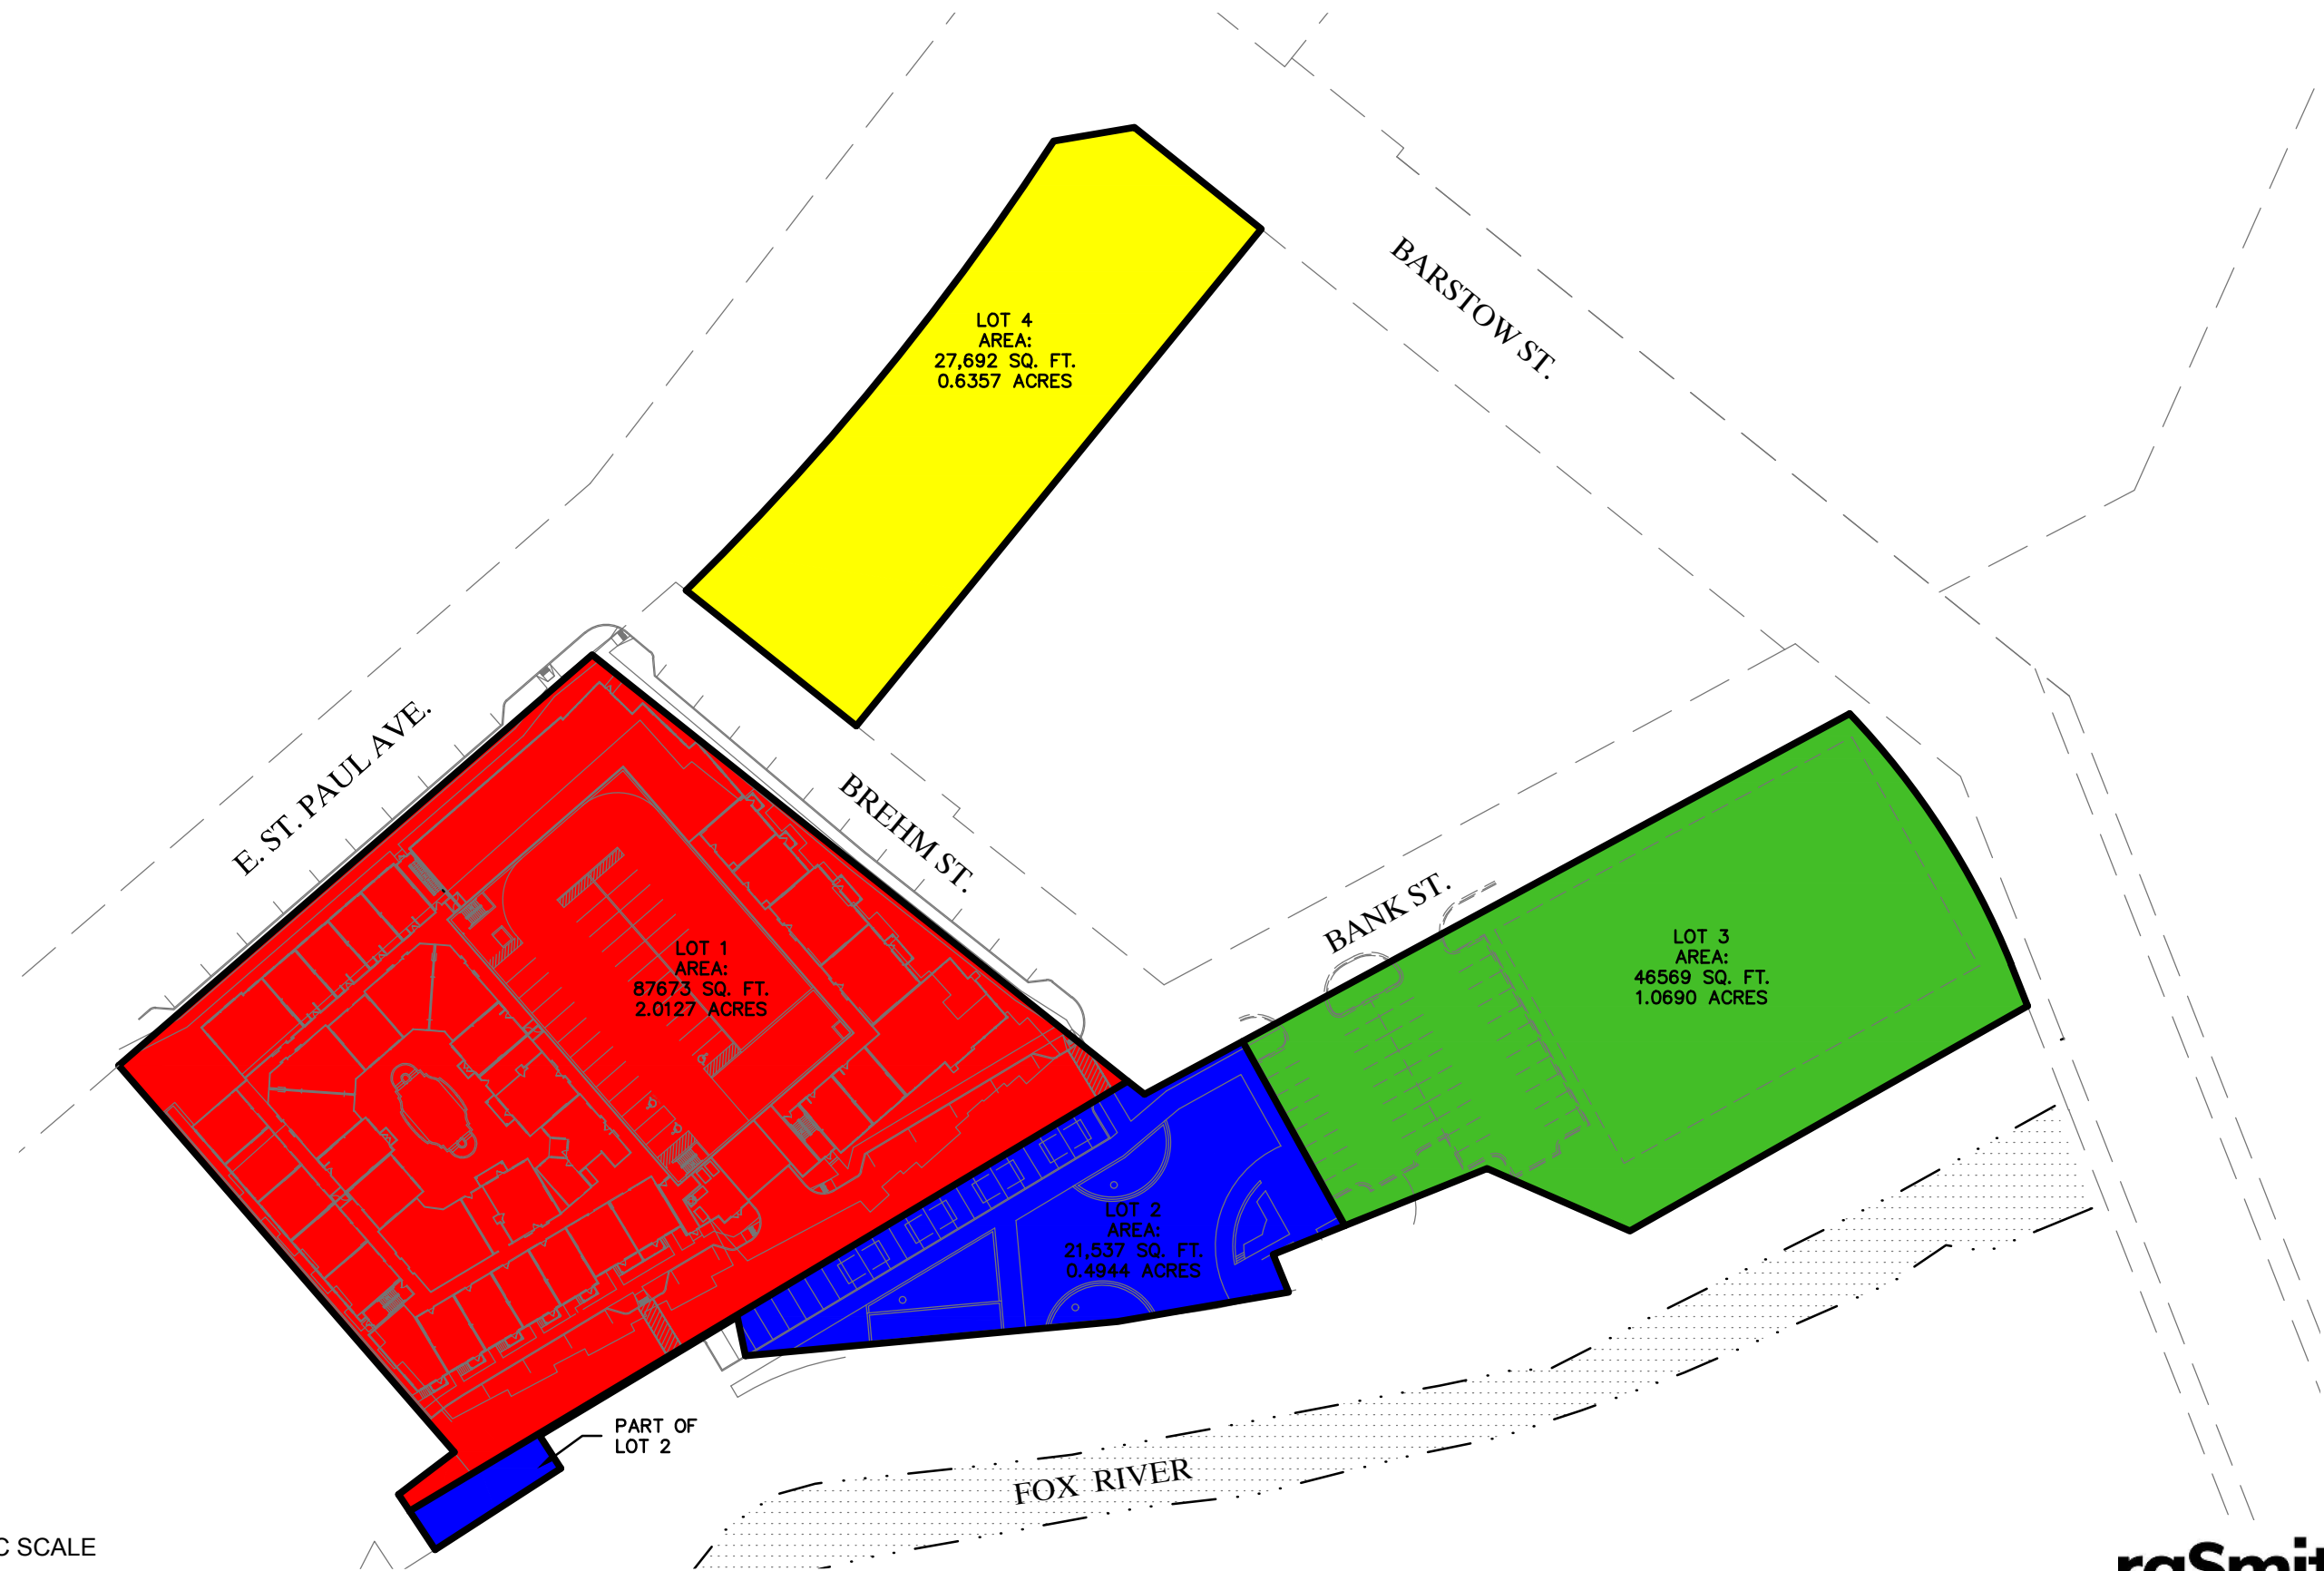 BARSTOW ST.
LOT 4
AREA:
27,692 SQ. FT.
0.6357 ACRES
E. ST. PAUL AVE.
BREHM ST.
BANK ST.
LOT 1
AREA:
87673 SQ. FT.
2.0127 ACRES
LOT 3
AREA:
46569 SQ. FT.
1.0690 ACRES
LOT 2
AREA:
21,537 SQ. FT.
0.4944 ACRES
PART OF
LOT 2
FOX RIVER
C SCALE